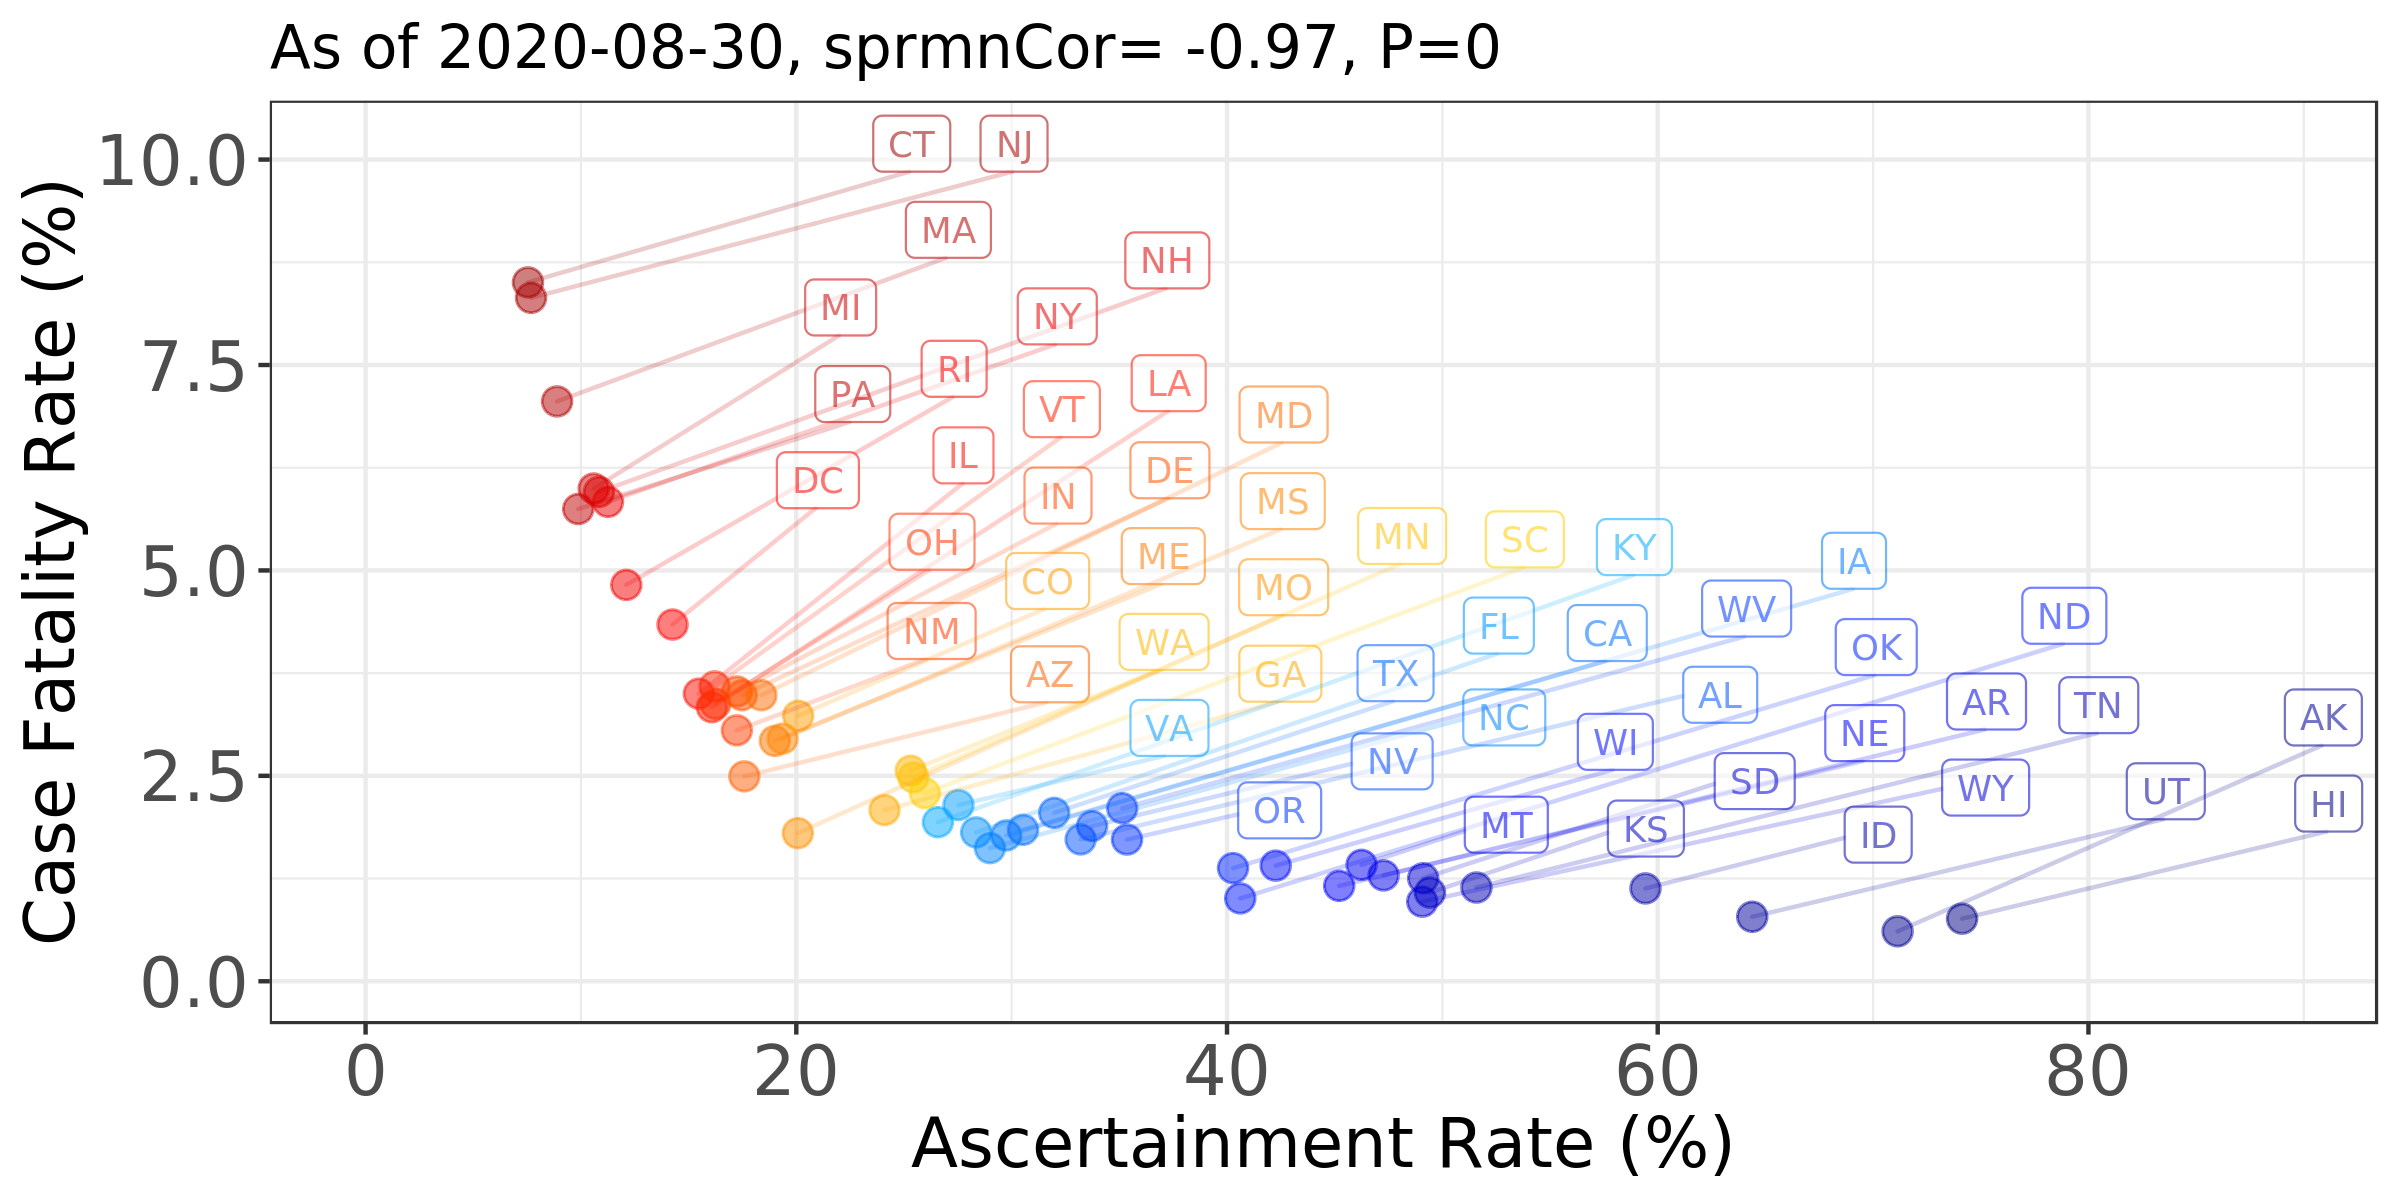 As of 2020-08-30, sprmnCor= -0.97, P=0
Case Fatality Rate (%)
10.0
7.5
5.0
2.5
0.0
CT NJ
MA
NH
MI
NY
RI
LA
PA
VT
MD
IL
DE
DC
IN
MS
MN SC
OH
KY
ME
IA
CO
MO
WV
ND
FL
NM
CA
WA
OK
TX
GA
AZ
AL
AR TN
NC AK
VA
NE
WI
NV
SD
WY
UT
HI
OR
MT
KS
ID
0 20 40 60 80
Ascertainment Rate (%)